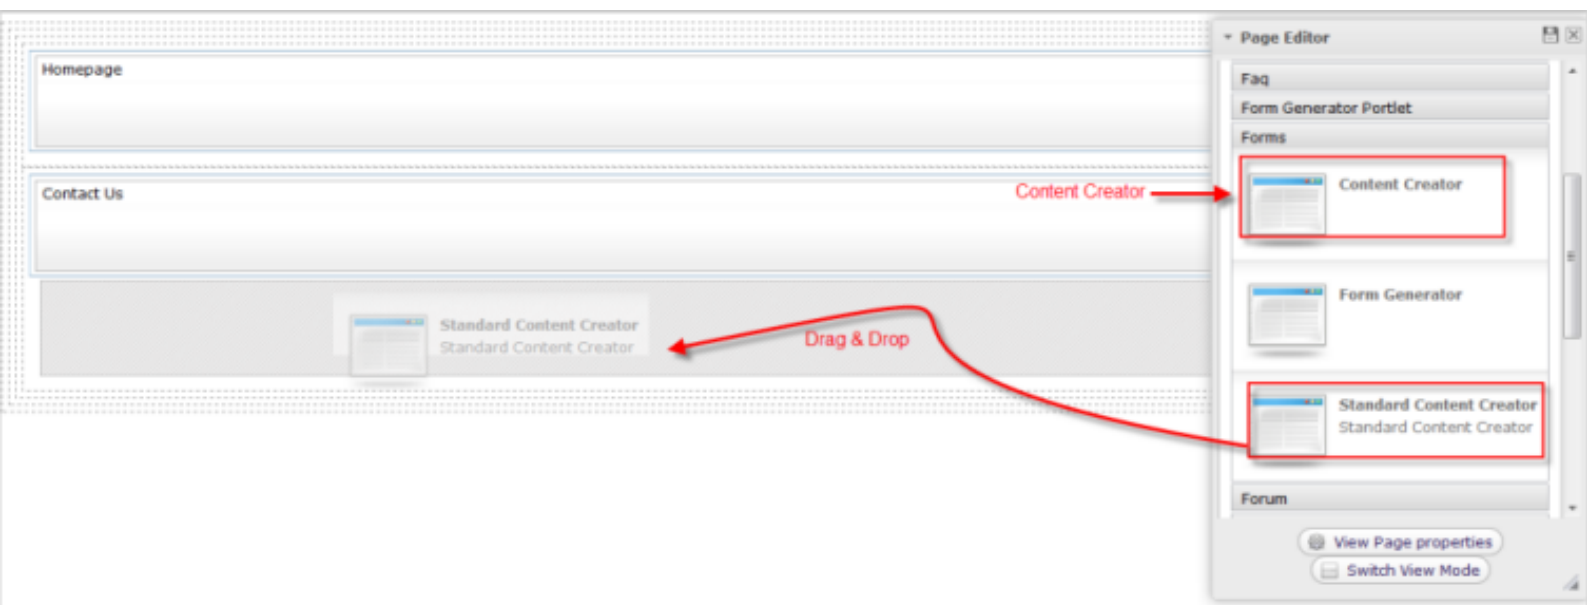 Page Editor
Homepage
Faq
Form Generator Portlet
Forms
Contact Us
Content Creator
Content Creator
Form Generator
Standard Content Creator
Standard Content Creator
Drag & Drop
Standard Content Creator
Standard Content Creator
Forum
View Page properties
Switch View Mode